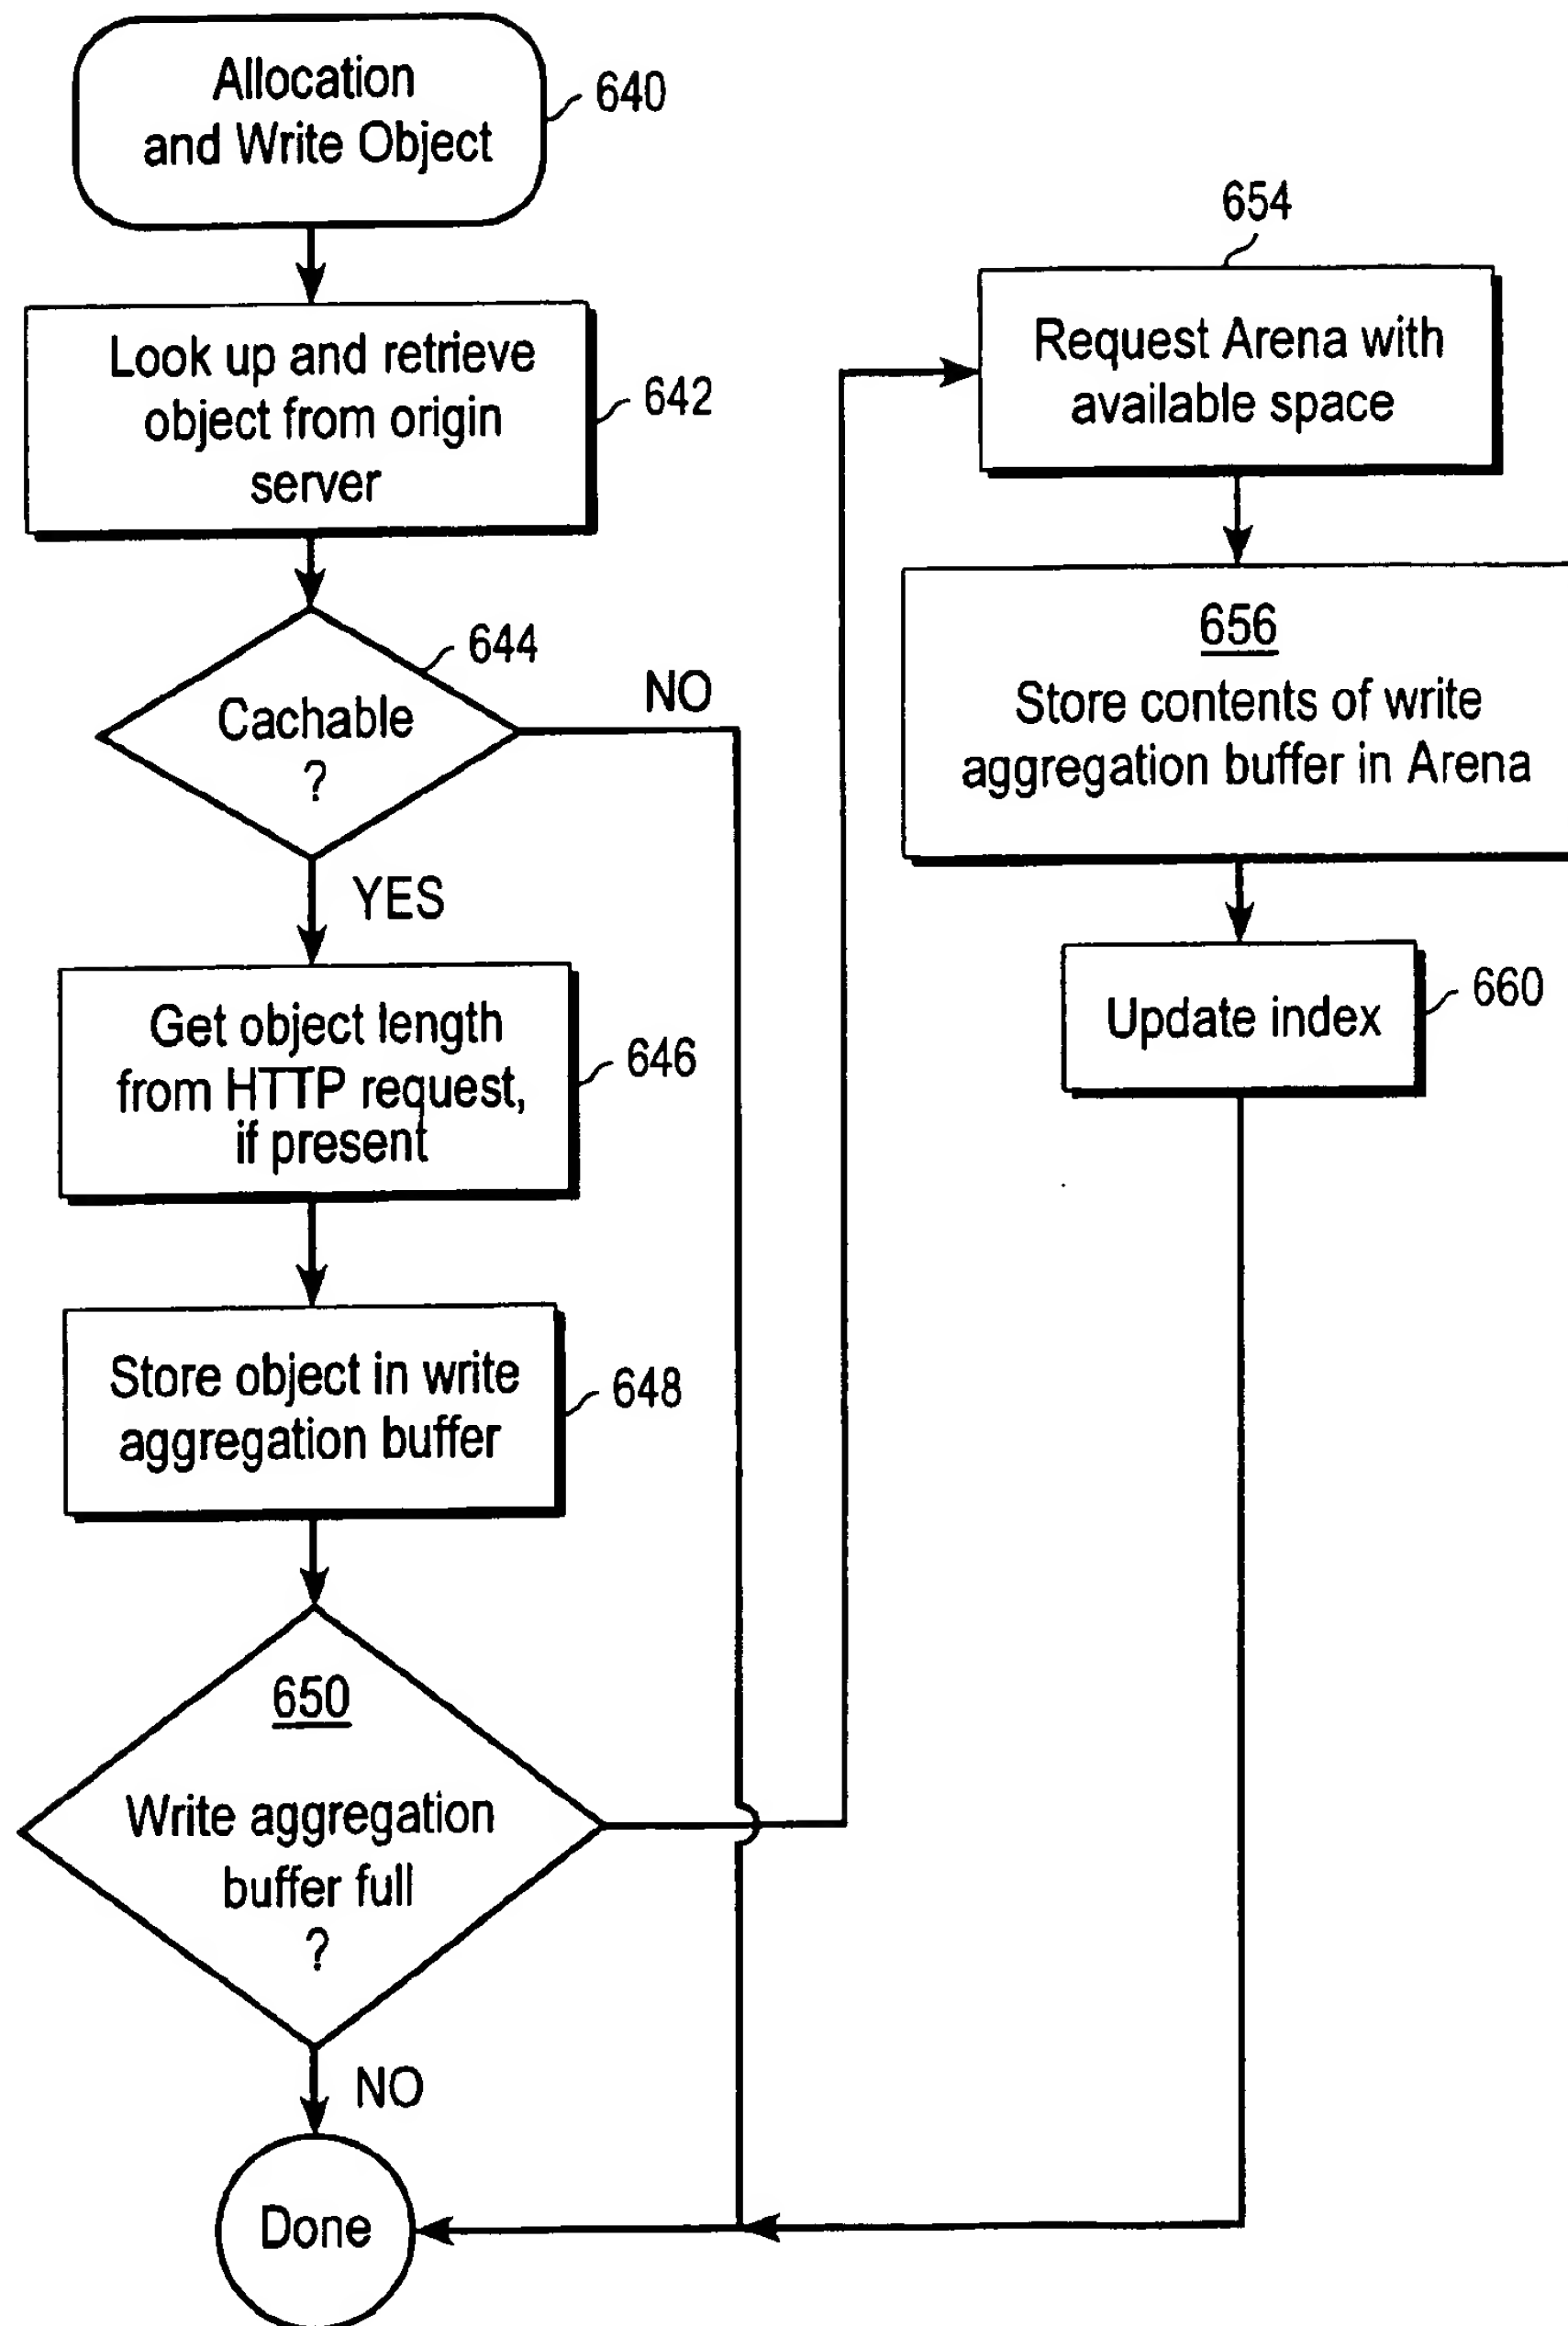 Allocation
and Write Object
640
Look up and retrieve
object from origin
server
642
644
Cachable
?
NO
YES
Get object length
from HTTP request,
if present
646
Store object in write
aggregation buffer
648
650
Write aggregation
buffer full
?
NO
Done
654
Request Arena with
available space
656
Store contents of write
aggregation buffer in Arena
Update index
660